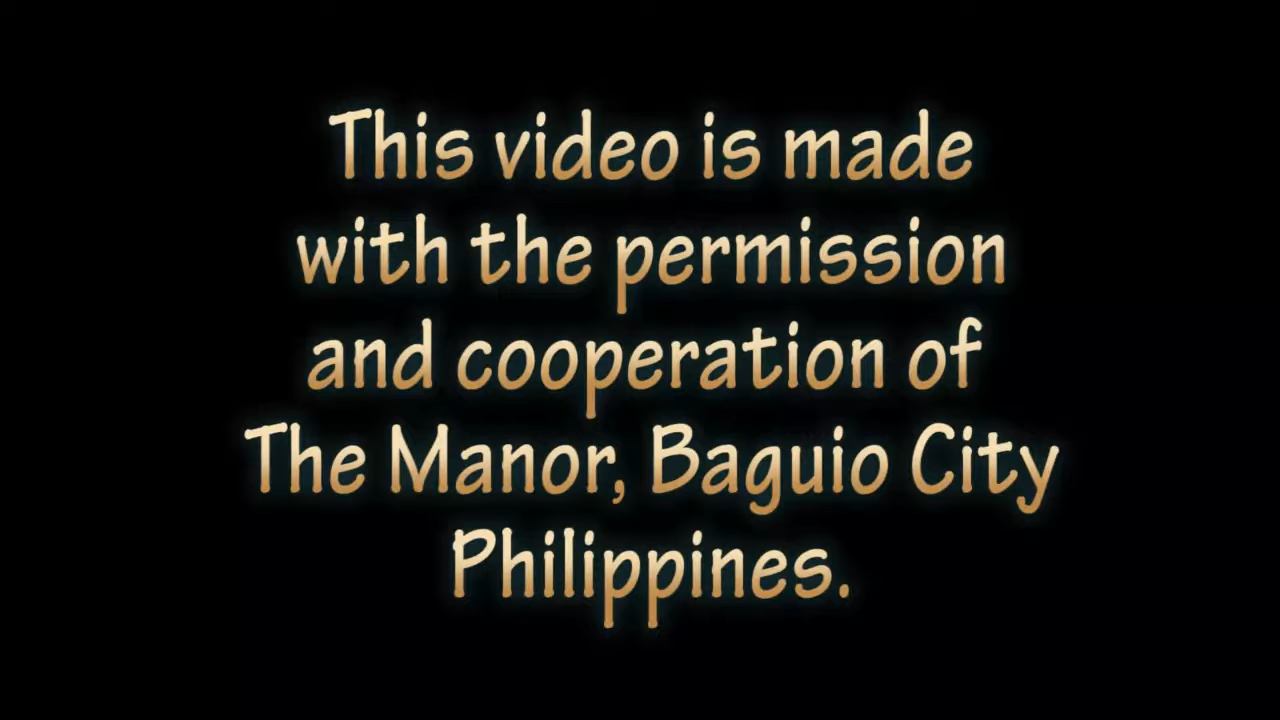 This video is made
with the permission
and cooperation of
The Manor, Baguio City
Philippines.